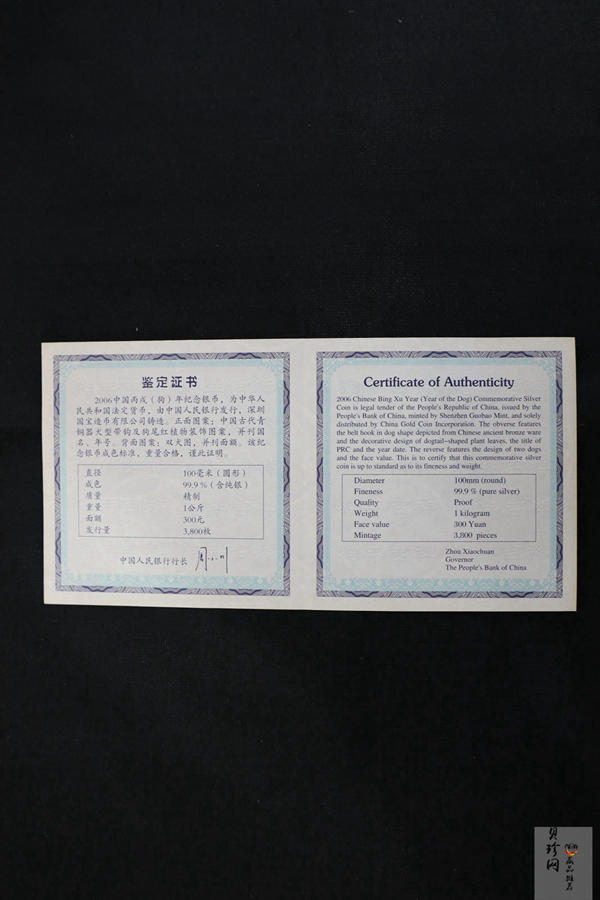 鉴定证书
2006中国丙戌（狗）年纪念银币，为中华人
民共和国法定货币，由中国人民银行发行，深圳
国宝造币有限公司铸造。正面图案：中国古代青
铜器犬型带钩及狗尾红植物装饰图案，并刊国
名、年号。背面图案：双犬图，并刊面额。该纪
念银币成色标准，重量合格，谨此证明。
直径 100毫米（圆形）
成色 99.9％（含纯银）
质量 精制
重量 1公斤
面额 300元
发行量 3,800枚
中国人民银行行长
Certificate of Authenticity
2006 Chinese Bing Xu Year (Year of the Dog) Commemorative Silver
Coin is legal tender of the People's Republic of China, issued by the
People's Bank of China, minted by Shenzhen Guobao Mint, and solely
distributed by China Gold Coin Incorporation. The obverse features
the belt hook in dog shape depicted from Chinese ancient bronze ware
and the decorative design of dogtail-shaped plant leaves, the title of
PRC and the year date. The reverse features the design of two dogs
and the face value. This is to certify that this commemorative silver
coin is up to standard as to its fineness and weight.
Diameter 100mm (round)
Fineness 99.9 % (pure silver)
Quality Proof
Weight 1 kilogram
Face value 300 Yuan
Mintage 3,800 pieces
Zhou Xiaochuan
Governor
The People's Bank of China
贝珍网
藏品推荐